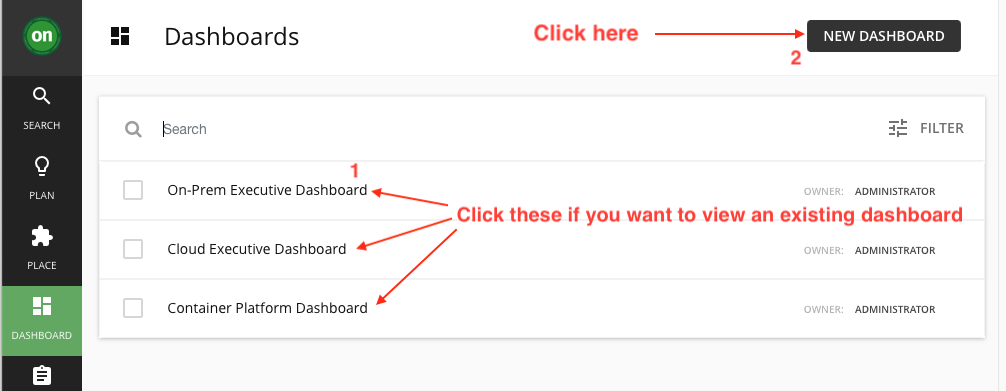 on
Dashboards
Click here
NEW DASHBOARD
2
SEARCH
Search
FILTER
1
PLAN
On-Prem Executive Dashboard
OWNER: ADMINISTRATOR
Click these if you want to view an existing dashboard
PLACE
Cloud Executive Dashboard
OWNER: ADMINISTRATOR
Container Platform Dashboard
OWNER: ADMINISTRATOR
DASHBOARD